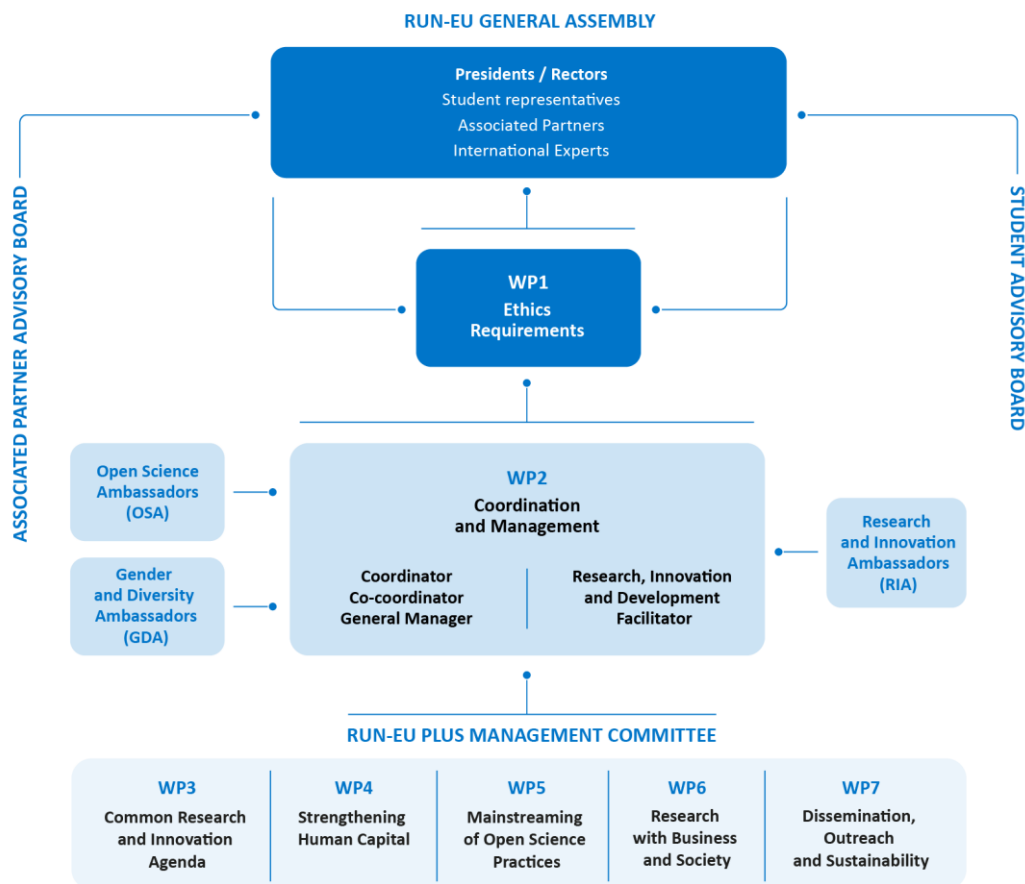 RUN-EU GENERAL ASSEMBLY
Presidents / Rectors
Student representatives
Associated Partners
International Experts
ASSOCIATED PARTNER ADVISORY BOARD
STUDENT ADVISORY BOARD
WP1
Ethics
Requirements
Open Science
Ambassadors
(OSA)
Gender
and Diversity
Ambassadors
(GDA)
WP2
Coordination
and Management
Coordinator
Co-coordinator
General Manager
Research, Innovation
and Development
Facilitator
Research
and Innovation
Ambassadors
(RIA)
RUN-EU PLUS MANAGEMENT COMMITTEE
WP3
Common Research
and Innovation
Agenda
WP4
Strengthening
Human Capital
WP5
Mainstreaming
of Open Science
Practices
WP6
Research
with Business
and Society
WP7
Dissemination,
Outreach
and Sustainability